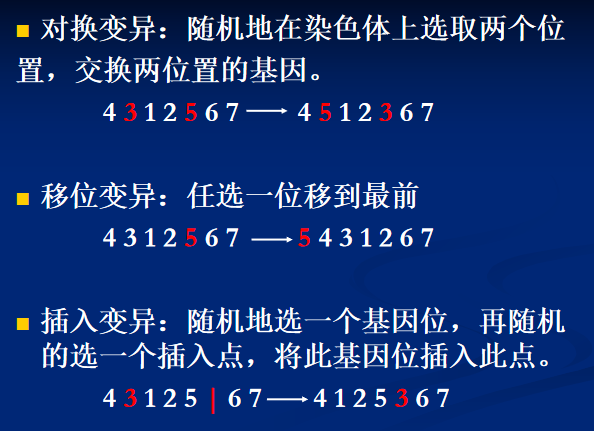 ■ 对换变异：随机地在染色体上选取两个位
置，交换两位置的基因。
4 3 1 2 5 6 7 → 4 5 1 2 3 6 7
■ 移位变异：任选一位移到最前
4 3 1 2 5 6 7 → 5 4 3 1 2 6 7
■ 插入变异：随机地选一个基因位，再随机
的选一个插入点，将此基因位插入此点。
4 3 1 2 5 | 6 7 → 4 1 2 5 3 6 7